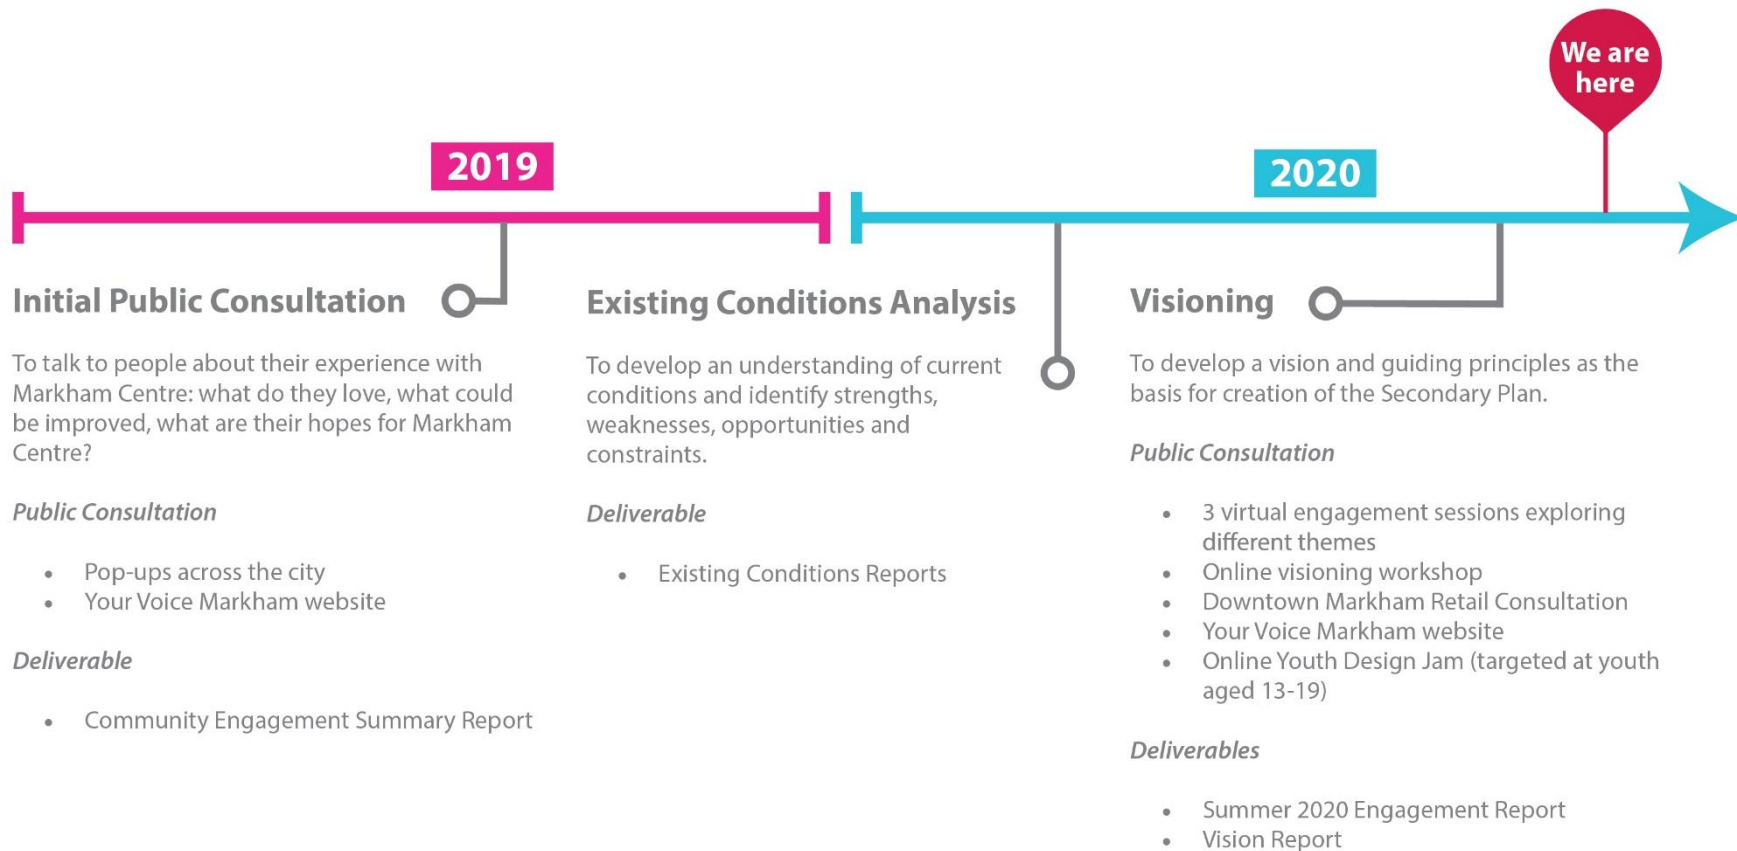 We are
here
2019
2020
Initial Public Consultation
To talk to people about their experience with
Markham Centre: what do they love, what could
be improved, what are their hopes for Markham
Centre?
Public Consultation
• Pop-ups across the city
• Your Voice Markham website
Deliverable
• Community Engagement Summary Report
Existing Conditions Analysis
To develop an understanding of current
conditions and identify strengths,
weaknesses, opportunities and
constraints.
Deliverable
• Existing Conditions Reports
Visioning
To develop a vision and guiding principles as the
basis for creation of the Secondary Plan.
Public Consultation
• 3 virtual engagement sessions exploring
different themes
• Online visioning workshop
• Downtown Markham Retail Consultation
• Your Voice Markham website
• Online Youth Design Jam (targeted at youth
aged 13-19)
Deliverables
• Summer 2020 Engagement Report
• Vision Report